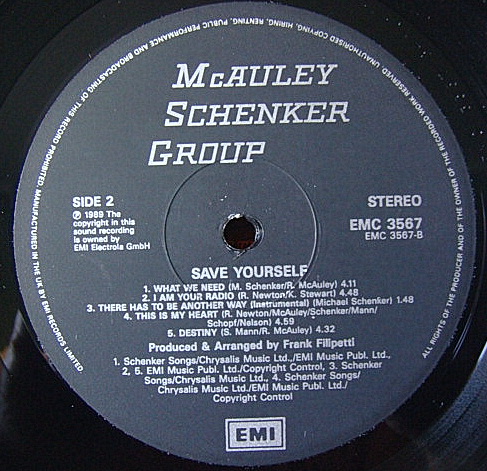 McAULEY
SCHENKER
GROUP
SIDE 2
℗ 1989 The
copyright in this
sound recording
is owned by
EMI Electrola GmbH
STEREO
EMC 3567
EMC 3567-B
SAVE YOURSELF
1. WHAT WE NEED (M. Schenker/R. McAuley) 4.11
2. I AM YOUR RADIO (R. Newton/K. Stewart) 4.48
3. THERE HAS TO BE ANOTHER WAY (Instrumental) (Michael Schenker) 1.48
4. THIS IS MY HEART (R. Newton/McAuley/Schenker/Mann/
Schopf/Nelson) 4.59
5. DESTINY (S. Mann/R. McAuley) 4.32
Produced & Arranged by Frank Filipetti
1. Schenker Songs/Chrysalis Music Ltd.,/EMI Music Publ. Ltd.,
2, 5. EMI Music Publ. Ltd./Copyright Control, 3. Schenker
Songs/Chrysalis Music Ltd., 4. Schenker Songs/
Chrysalis Music Ltd./EMI Music Publ. Ltd./
Copyright Control
EMI
ALL RIGHTS OF THE PRODUCER AND OF THE OWNER OF THE RECORDED WORK RESERVED. UNAUTHORISED COPYING, HIRING, RENTING, PUBLIC PERFORMANCE AND BROADCASTING OF THIS RECORD PROHIBITED. MANUFACTURED IN THE UK BY EMI RECORDS LIMITED